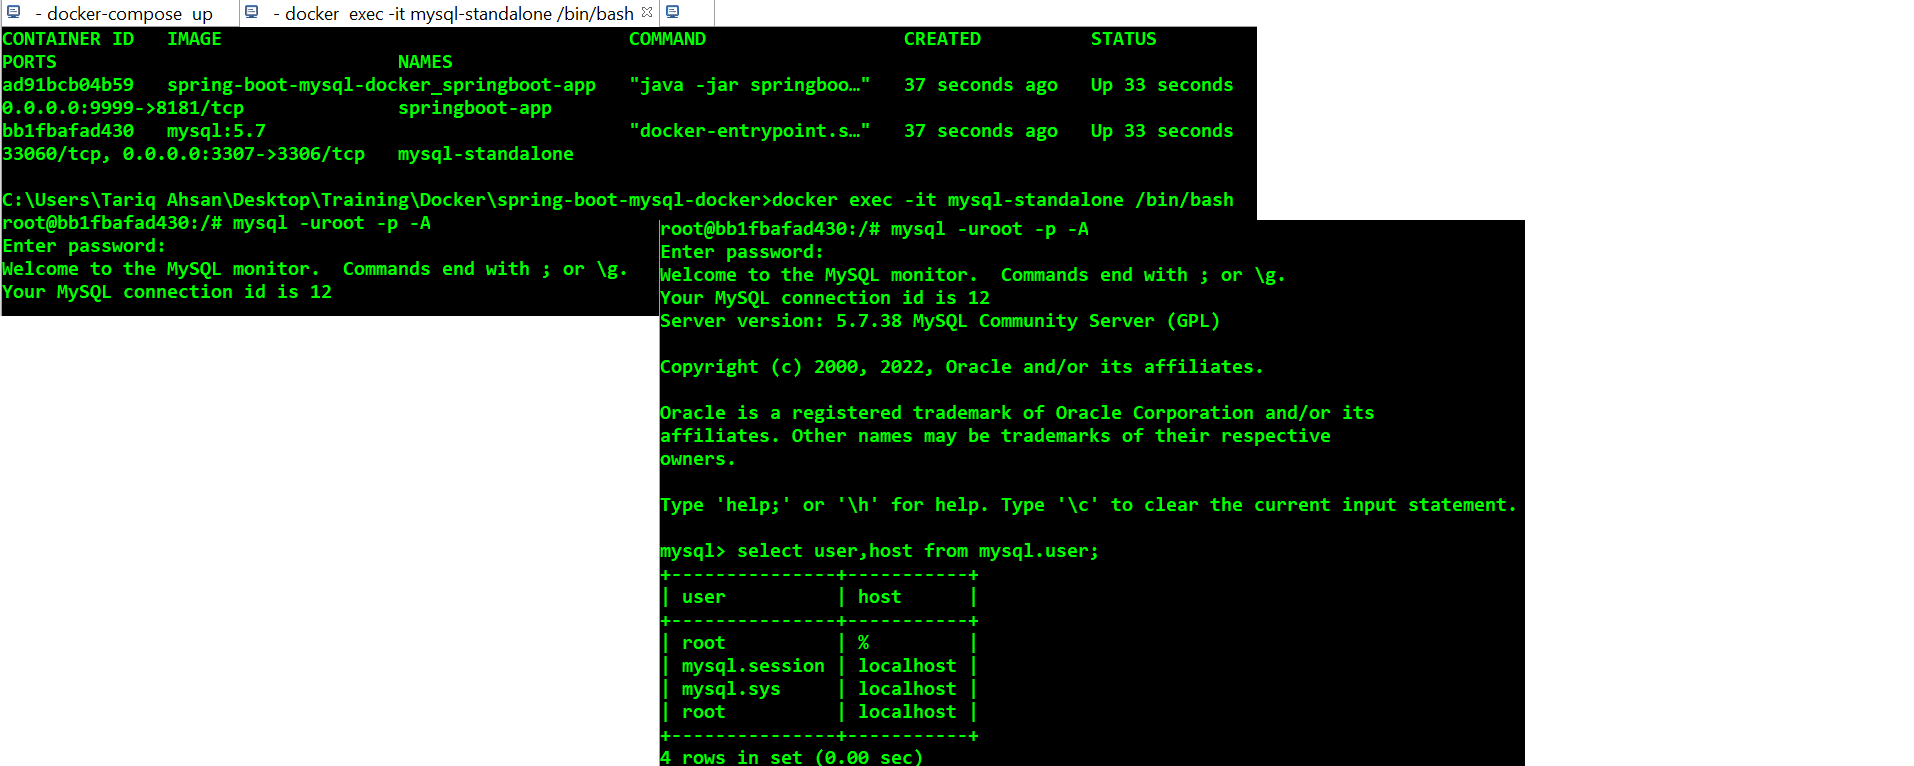 - docker-compose  up
- docker  exec -it mysql-standalone /bin/bash
CONTAINER ID   IMAGE                                     COMMAND                  CREATED          STATUS
PORTS                               NAMES
ad91bcb04b59   spring-boot-mysql-docker_springboot-app   "java -jar springboo…"   37 seconds ago   Up 33 seconds
0.0.0.0:9999->8181/tcp              springboot-app
bb1fbafad430   mysql:5.7                                 "docker-entrypoint.s…"   37 seconds ago   Up 33 seconds
33060/tcp, 0.0.0.0:3307->3306/tcp   mysql-standalone
C:\Users\Tariq Ahsan\Desktop\Training\Docker\spring-boot-mysql-docker>docker exec -it mysql-standalone /bin/bash
root@bb1fbafad430:/# mysql -uroot -p -A
Enter password:
Welcome to the MySQL monitor.  Commands end with ; or \g.
Your MySQL connection id is 12
root@bb1fbafad430:/# mysql -uroot -p -A
Enter password:
Welcome to the MySQL monitor.  Commands end with ; or \g.
Your MySQL connection id is 12
Server version: 5.7.38 MySQL Community Server (GPL)
Copyright (c) 2000, 2022, Oracle and/or its affiliates.
Oracle is a registered trademark of Oracle Corporation and/or its
affiliates. Other names may be trademarks of their respective
owners.
Type 'help;' or '\h' for help. Type '\c' to clear the current input statement.
mysql> select user,host from mysql.user;
+---------------+-----------+
| user          | host      |
+---------------+-----------+
| root          | %         |
| mysql.session | localhost |
| mysql.sys     | localhost |
| root          | localhost |
+---------------+-----------+
4 rows in set (0.00 sec)